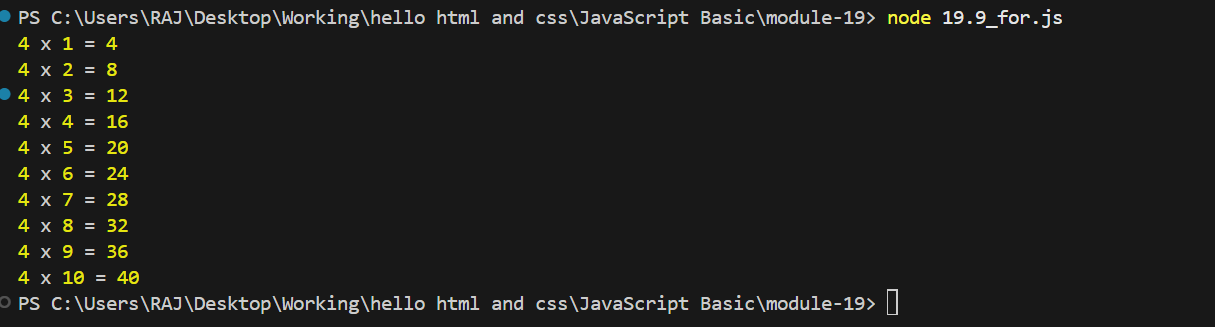 PS C:\Users\RAJ\Desktop\Working\hello html and css\JavaScript Basic\module-19> node 19.9_for.js
4 x 1 = 4
4 x 2 = 8
4 x 3 = 12
4 x 4 = 16
4 x 5 = 20
4 x 6 = 24
4 x 7 = 28
4 x 8 = 32
4 x 9 = 36
4 x 10 = 40
PS C:\Users\RAJ\Desktop\Working\hello html and css\JavaScript Basic\module-19>